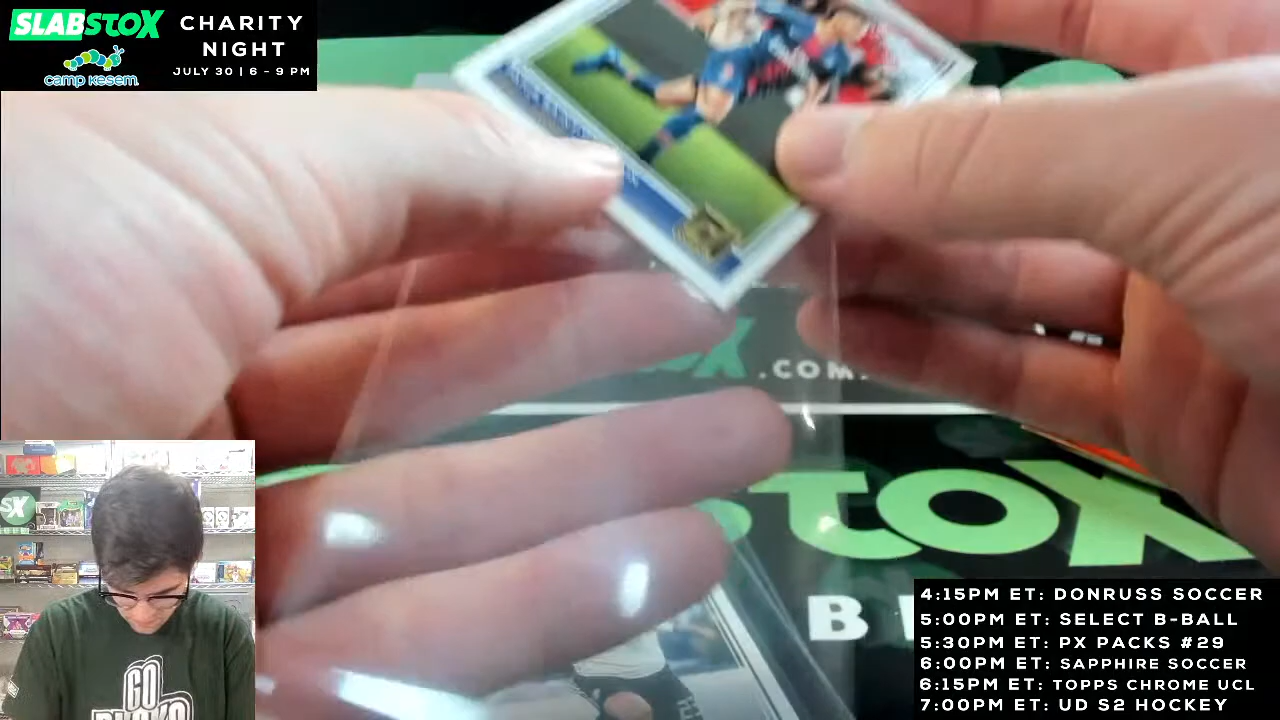 SLABSTOX
CHARITY
NIGHT
camp kesem
JULY 30 | 6 - 9 PM
X
.COM
STOX
SX
GO
4:15PM ET: DONRUSS SOCCER
5:00PM ET: SELECT B-BALL
5:30PM ET: PX PACKS #29
6:00PM ET: SAPPHIRE SOCCER
6:15PM ET: TOPPS CHROME UCL
7:00PM ET: UD S2 HOCKEY